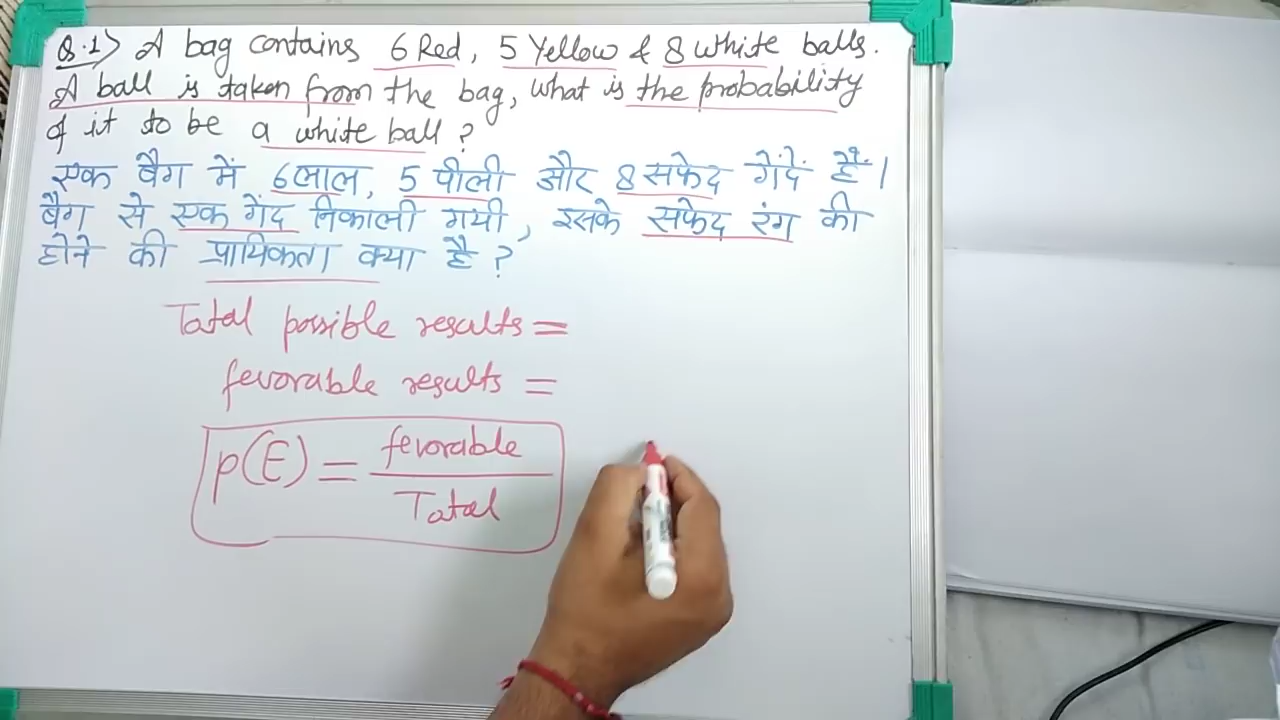 Q.1) A bag contains 6 Red, 5 Yellow & 8 white balls.
A ball is taken from the bag, what is the probability
of it to be a white ball?
एक बैग में 6 लाल, 5 पीली और 8 सफेद गेंदें हैं।
बैग से एक गेंद निकाली गयी, इसके सफेद रंग की
होने की प्रायिकता क्या है?
Total possible results =
fevorable results =
P(E) = fevorable
Total